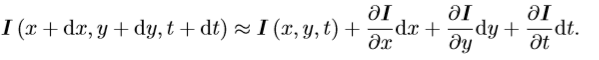 I (x + dx, y + dy, t + dt) ≈ I (x, y, t) + ∂I/∂x dx + ∂I/∂y dy + ∂I/∂t dt.